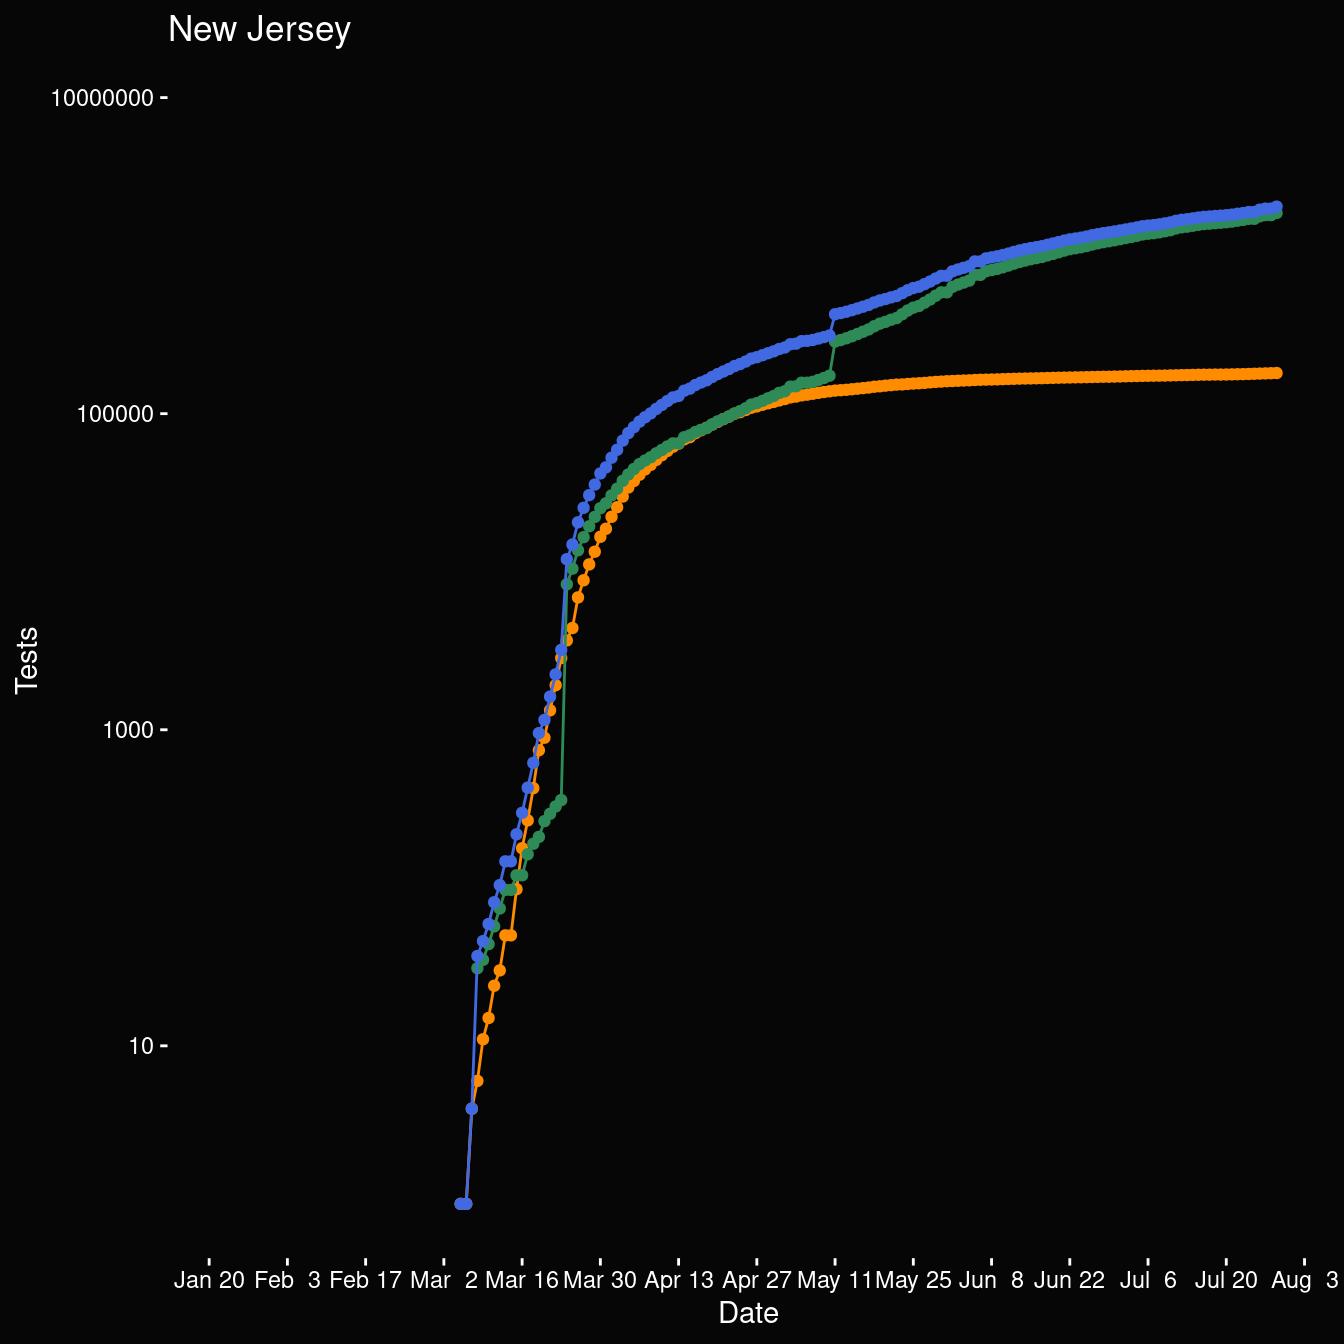 New Jersey
10000000
100000
1000
10
Tests
Jan 20 Feb 3 Feb 17 Mar 2 Mar 16 Mar 30 Apr 13 Apr 27 May 11 May 25 Jun 8 Jun 22 Jul 6 Jul 20 Aug 3
Date